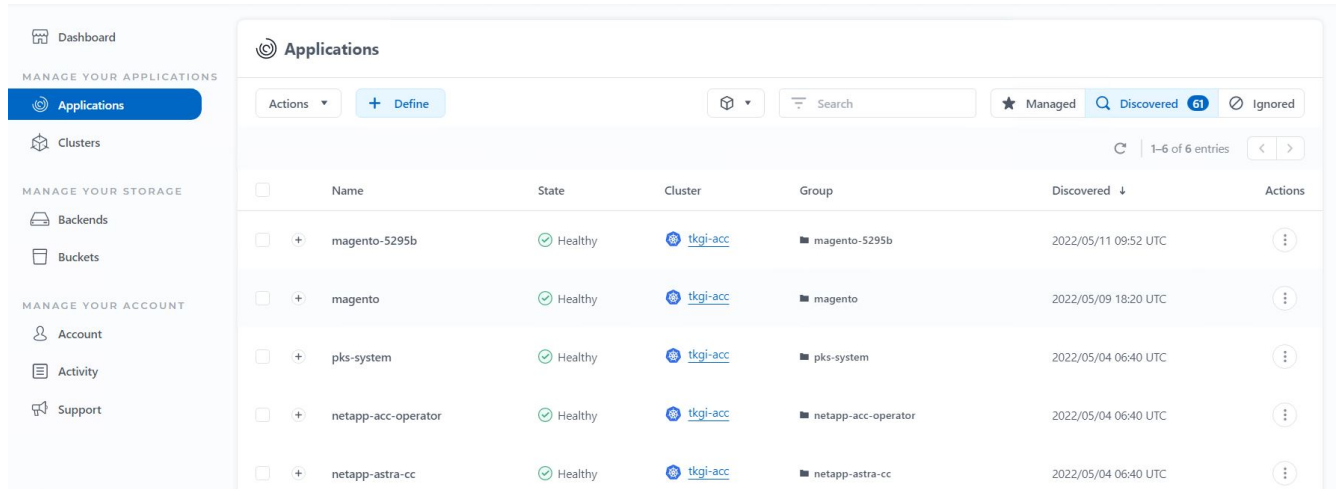 Dashboard
MANAGE YOUR APPLICATIONS
Applications
Clusters
MANAGE YOUR STORAGE
Backends
Buckets
MANAGE YOUR ACCOUNT
Account
Activity
Support
Applications
Actions + Define Search Managed Discovered 61 Ignored
1–6 of 6 entries < >
Name State Cluster Group Discovered ↓ Actions
+ magento-5295b Healthy tkgi-acc magento-5295b 2022/05/11 09:52 UTC
+ magento Healthy tkgi-acc magento 2022/05/09 18:20 UTC
+ pks-system Healthy tkgi-acc pks-system 2022/05/04 06:40 UTC
+ netapp-acc-operator Healthy tkgi-acc netapp-acc-operator 2022/05/04 06:40 UTC
+ netapp-astra-cc Healthy tkgi-acc netapp-astra-cc 2022/05/04 06:40 UTC